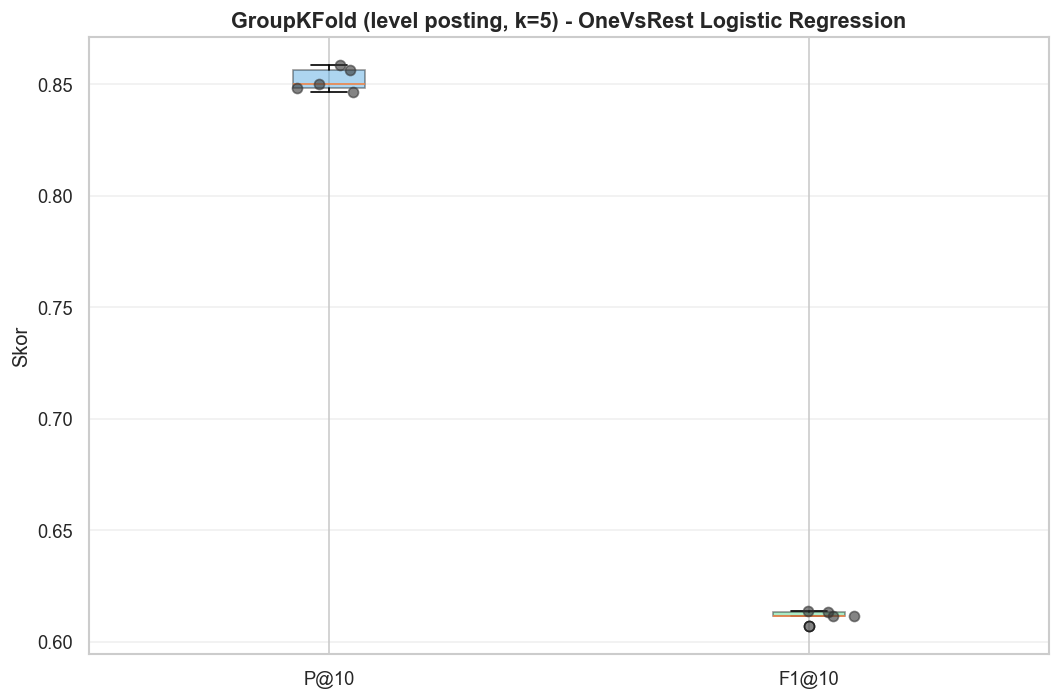 GroupKFold (level posting, k=5) - OneVsRest Logistic Regression
Skor
0.85
0.80
0.75
0.70
0.65
0.60
P@10
F1@10